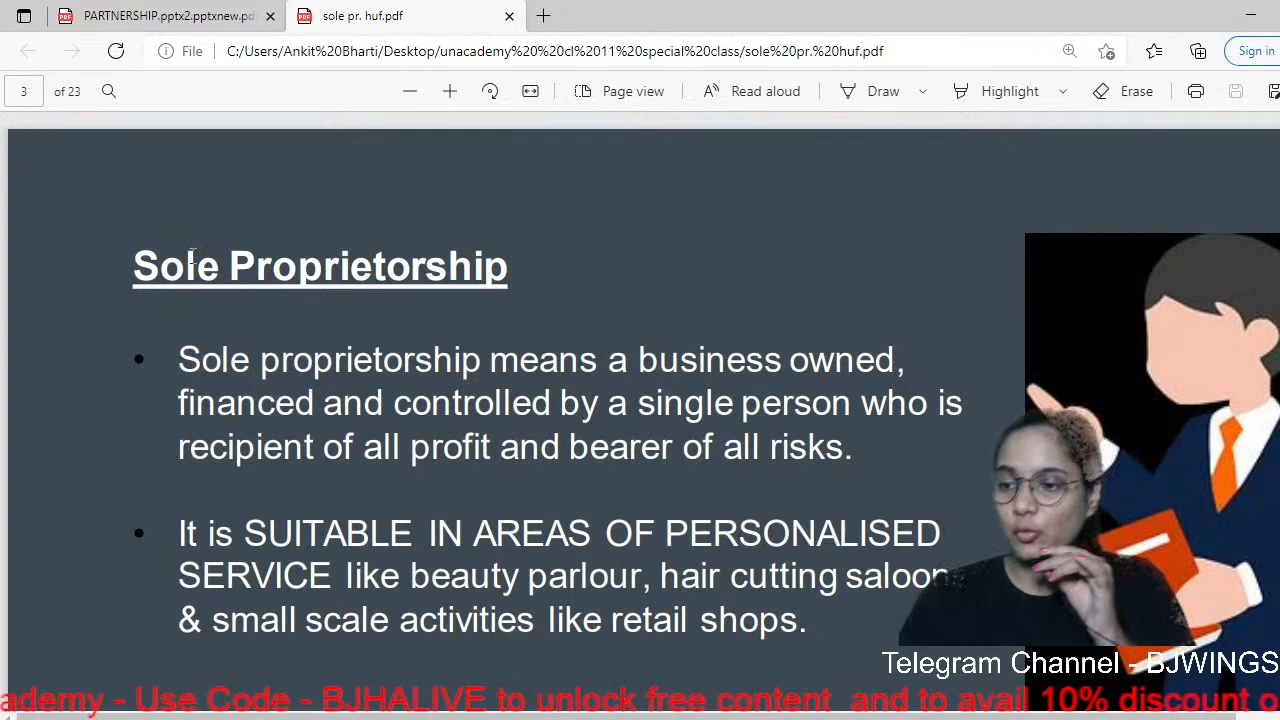 PARTNERSHIP.pptx2.pptxnew.pd
sole pr. huf.pdf
File
C:/Users/Ankit%20Bharti/Desktop/unacademy%20%20cl%2011%20special%20class/sole%20pr.%20huf.pdf
Sign in
3 of 23
Page view
Read aloud
Draw
Highlight
Erase
Sole Proprietorship
• Sole proprietorship means a business owned,
financed and controlled by a single person who is
recipient of all profit and bearer of all risks.
• It is SUITABLE IN AREAS OF PERSONALISED
SERVICE like beauty parlour, hair cutting saloon
& small scale activities like retail shops.
Telegram Channel - BJWINGS
ademy - Use Code - BJHALIVE to unlock free content and to avail 10% discount o